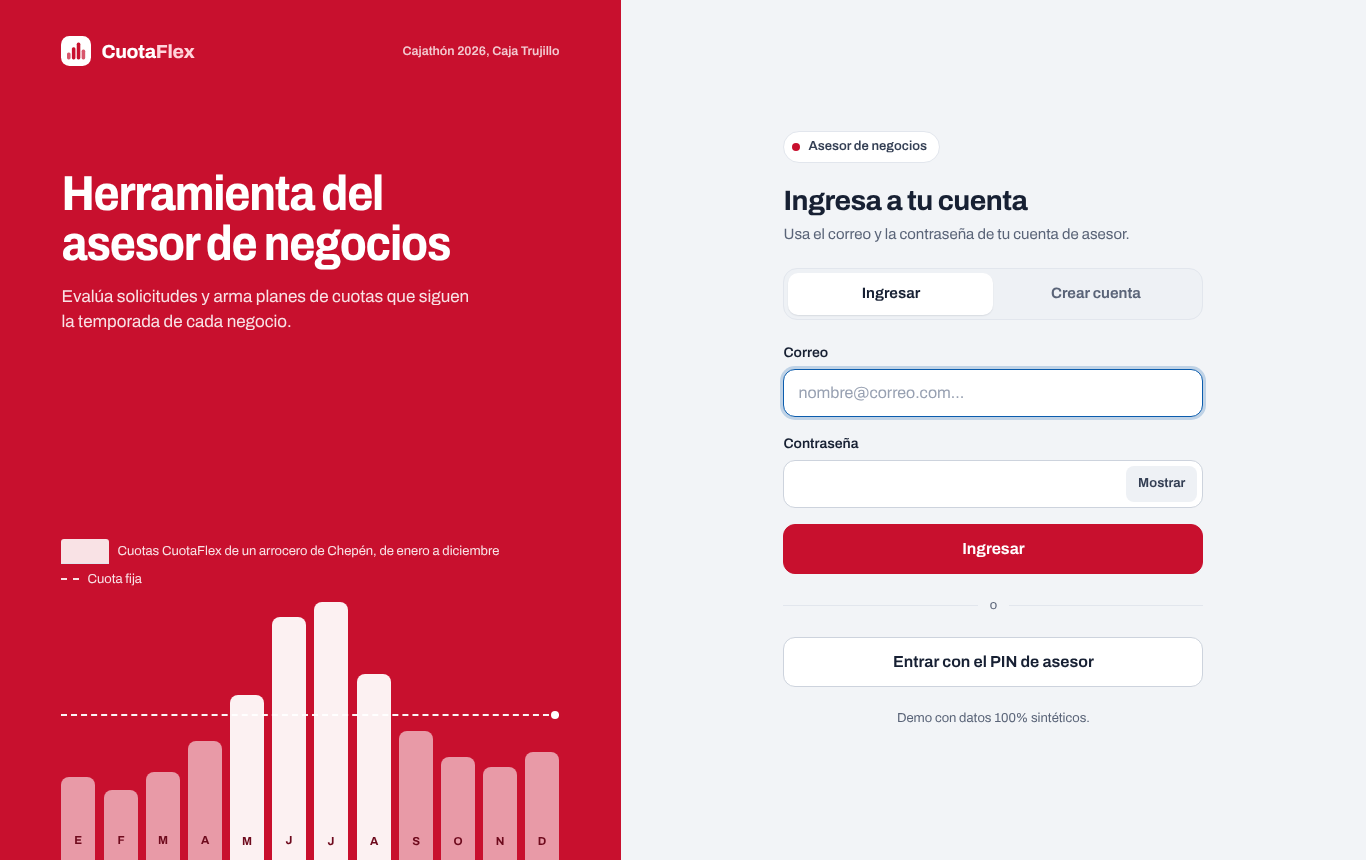 CuotaFlex
Cajathón 2026, Caja Trujillo
Herramienta del
asesor de negocios
Evalúa solicitudes y arma planes de cuotas que siguen
la temporada de cada negocio.
Cuotas CuotaFlex de un arrocero de Chepén, de enero a diciembre
Cuota fija
E F M A M J J A S O N D
Asesor de negocios
Ingresa a tu cuenta
Usa el correo y la contraseña de tu cuenta de asesor.
Ingresar Crear cuenta
Correo
nombre@correo.com...
Contraseña
Mostrar
Ingresar
o
Entrar con el PIN de asesor
Demo con datos 100% sintéticos.